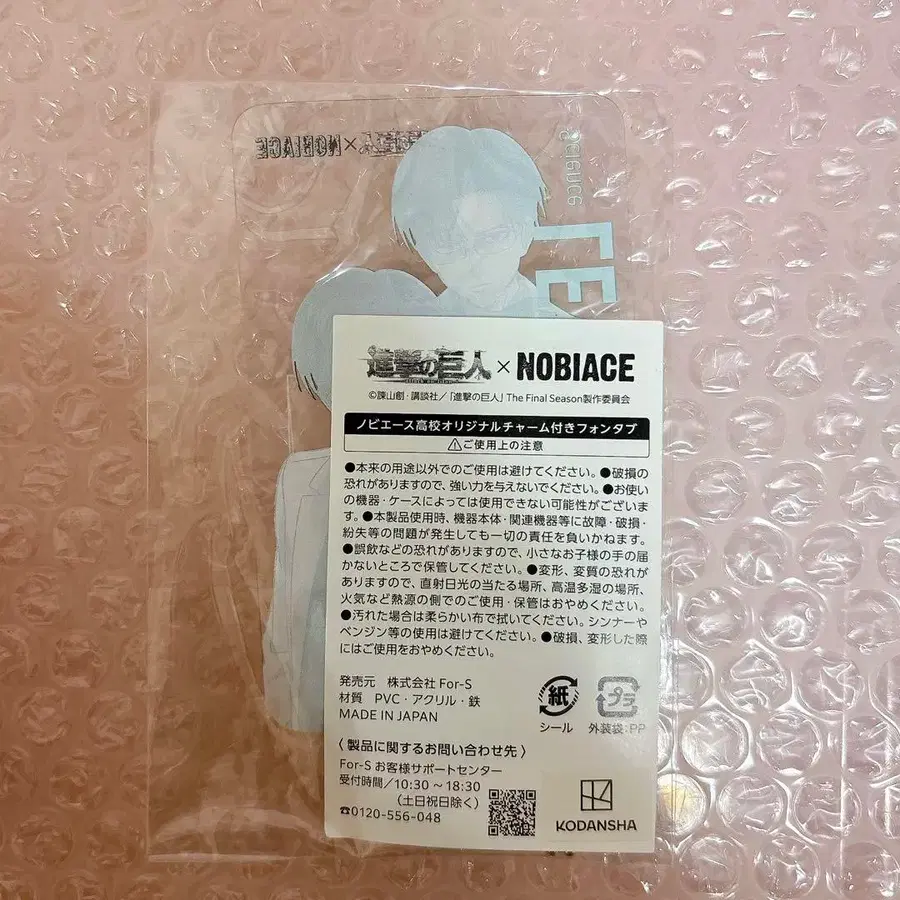 NOBIACE × 進撃の巨人
Science
TE
進撃の巨人 × NOBIACE
©諫山創・講談社/「進撃の巨人」The Final Season製作委員会
ノビエース高校オリジナルチャーム付きフォンタブ
⚠ご使用上の注意
●本来の用途以外でのご使用は避けてください。●破損の
恐れがありますので、強い力を与えないでください。●お使い
の機器・ケースによっては使用できない可能性がございま
す。●本製品使用時、機器本体・関連機器等に故障・破損・
紛失等の問題が発生しても一切の責任を負いかねます。
●誤飲などの恐れがありますので、小さなお子様の手の届
かないところで保管してください。●変形、変質の恐れが
ありますので、直射日光の当たる場所、高温多湿の場所、
火気など熱源の側でのご使用・保管はおやめください。
●汚れた場合は柔らかい布で拭いてください。シンナーや
ベンジン等の使用は避けてください。●破損、変形した際
にはご使用をおやめください。
発売元 株式会社 For-S
材質 PVC・アクリル・鉄
MADE IN JAPAN
紙
シール
プラ
外装袋:PP
〈製品に関するお問い合わせ先〉
For-S お客様サポートセンター
受付時間/10:30～18:30
(土日祝日除く)
☎0120-556-048
KODANSHA